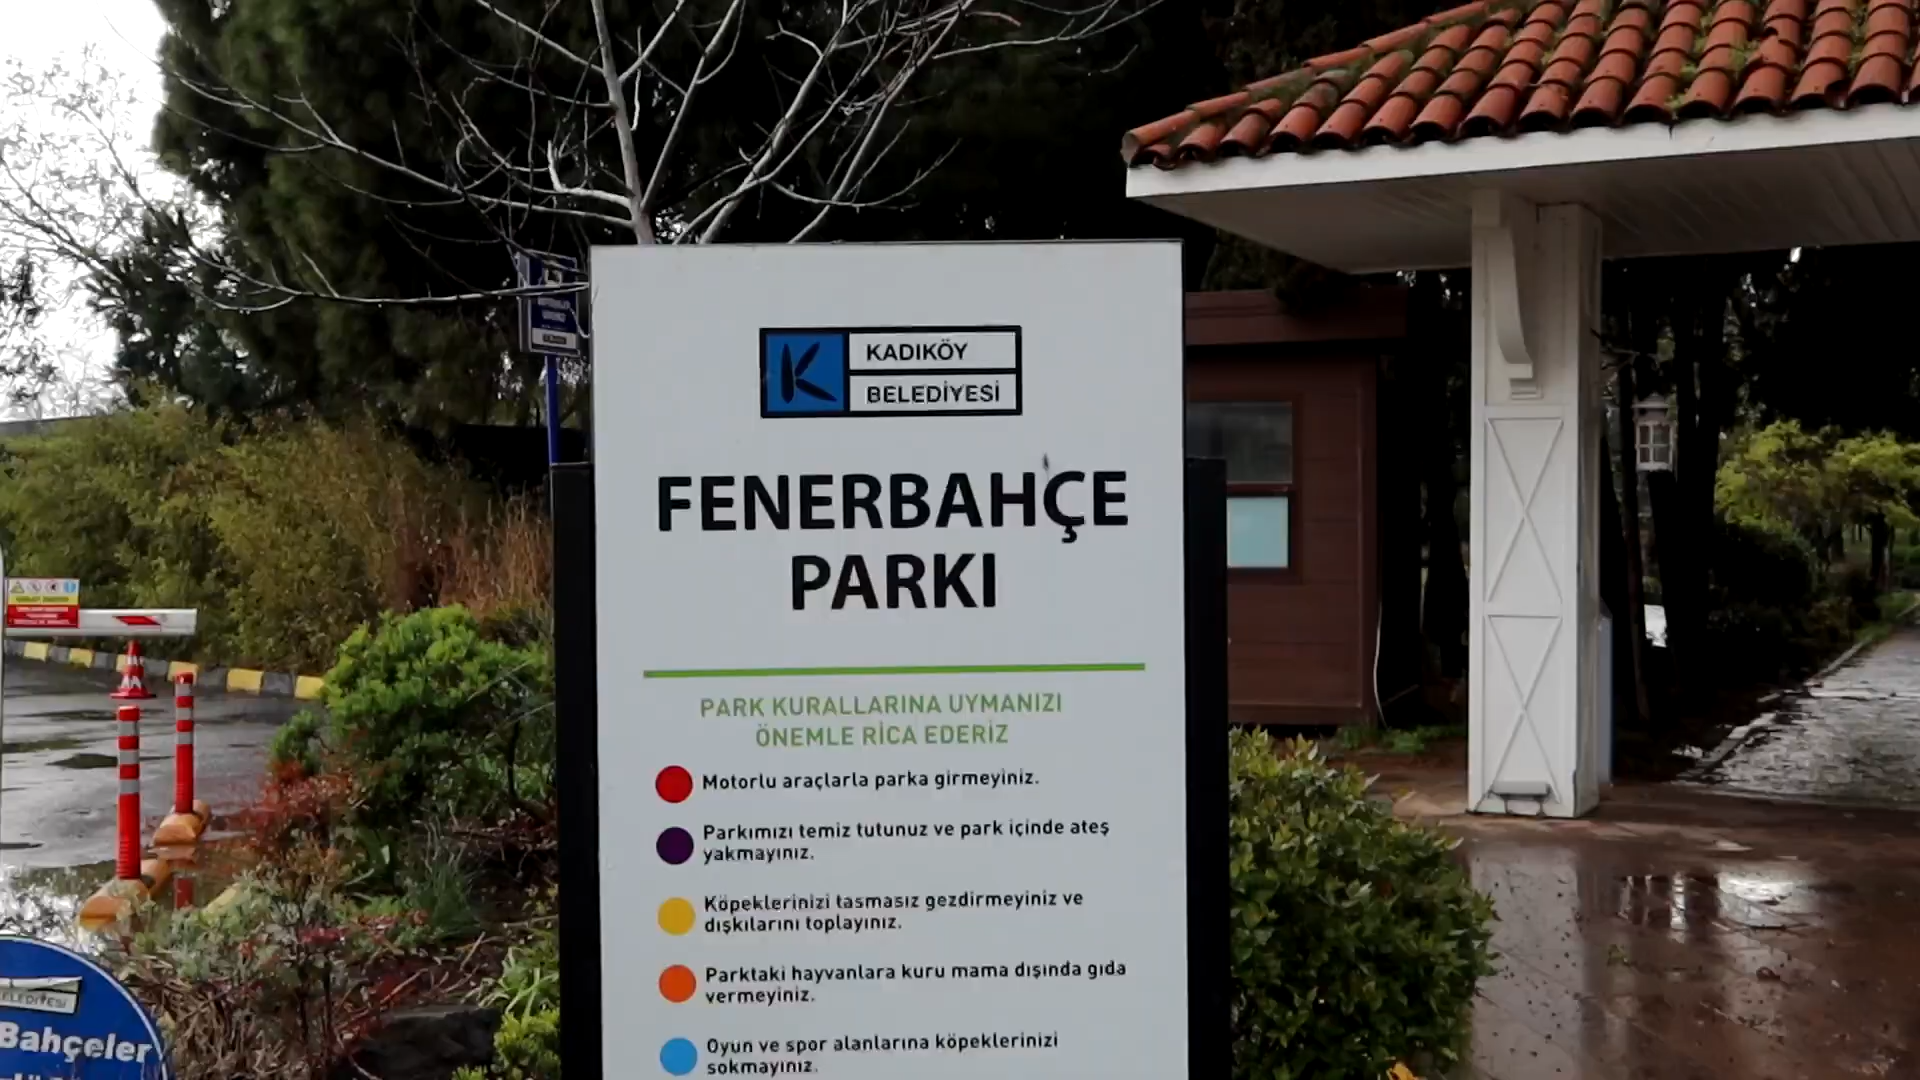 KADIKÖY
BELEDİYESİ
FENERBAHÇE
PARKI
PARK KURALLARINA UYMANIZI
ÖNEMLE RİCA EDERİZ
Motorlu araçlarla parka girmeyiniz.
Parkımızı temiz tutunuz ve park içinde ateş
yakmayınız.
Köpeklerinizi tasmasız gezdirmeyiniz ve
dışkılarını toplayınız.
Parktaki hayvanlara kuru mama dışında gıda
vermeyiniz.
Oyun ve spor alanlarına köpeklerinizi
sokmayınız.
BELEDİYESİ
Bahçeler